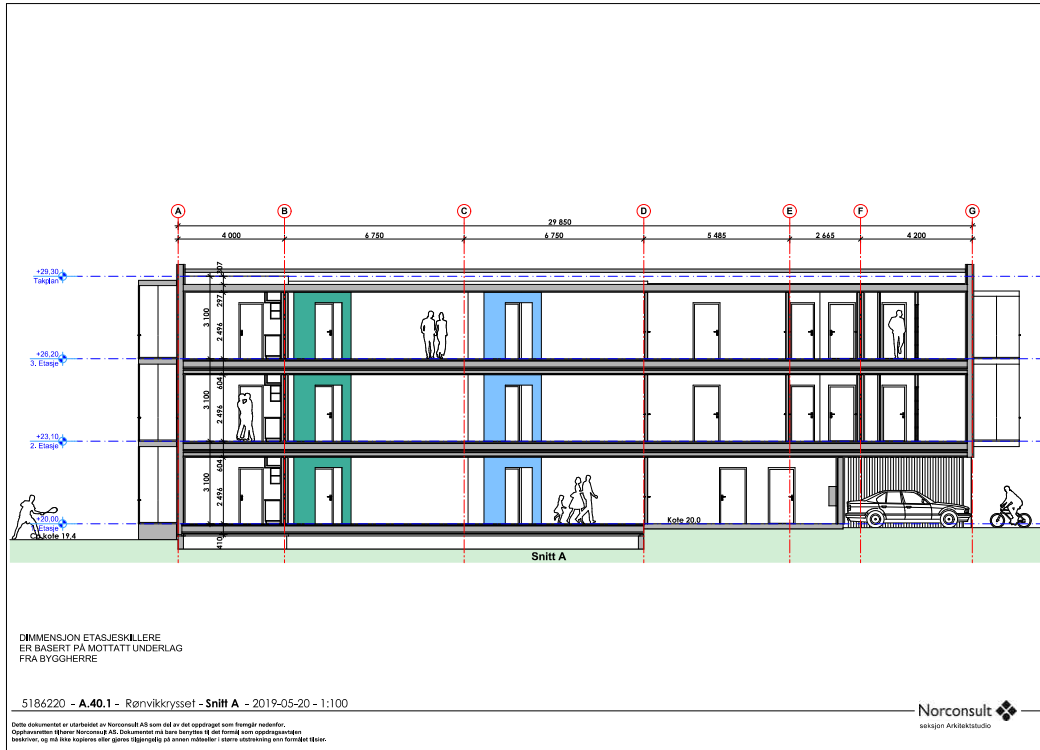 A B C D E F G
29 850
4 000 6 750 6 750 5 485 2 665 4 200
+29,30
Takplan
307
297
3 100
2 496
+26,20
3. Etasje
604
3 100
2 496
+23,10
2. Etasje
604
3 100
2 496
+20,00
1. Etasje
Kote 20.0
Ca kote 19.4
410
Snitt A
DIMMENSJON ETASJESKILLERE
ER BASERT PÅ MOTTATT UNDERLAG
FRA BYGGHERRE
5186220 - A.40.1 - Rønvikkrysset - Snitt A - 2019-05-20 - 1:100
Norconsult
seksjon Arkitektstudio
Dette dokumentet er utarbeidet av Norconsult AS som del av det oppdraget som fremgår nedenfor.
Opphavsretten tilhører Norconsult AS. Dokumentet må bare benyttes til det formål som oppdragsavtalen
beskriver, og må ikke kopieres eller gjøres tilgjengelig på annen måte eller i større utstrekning enn formålet tilsier.